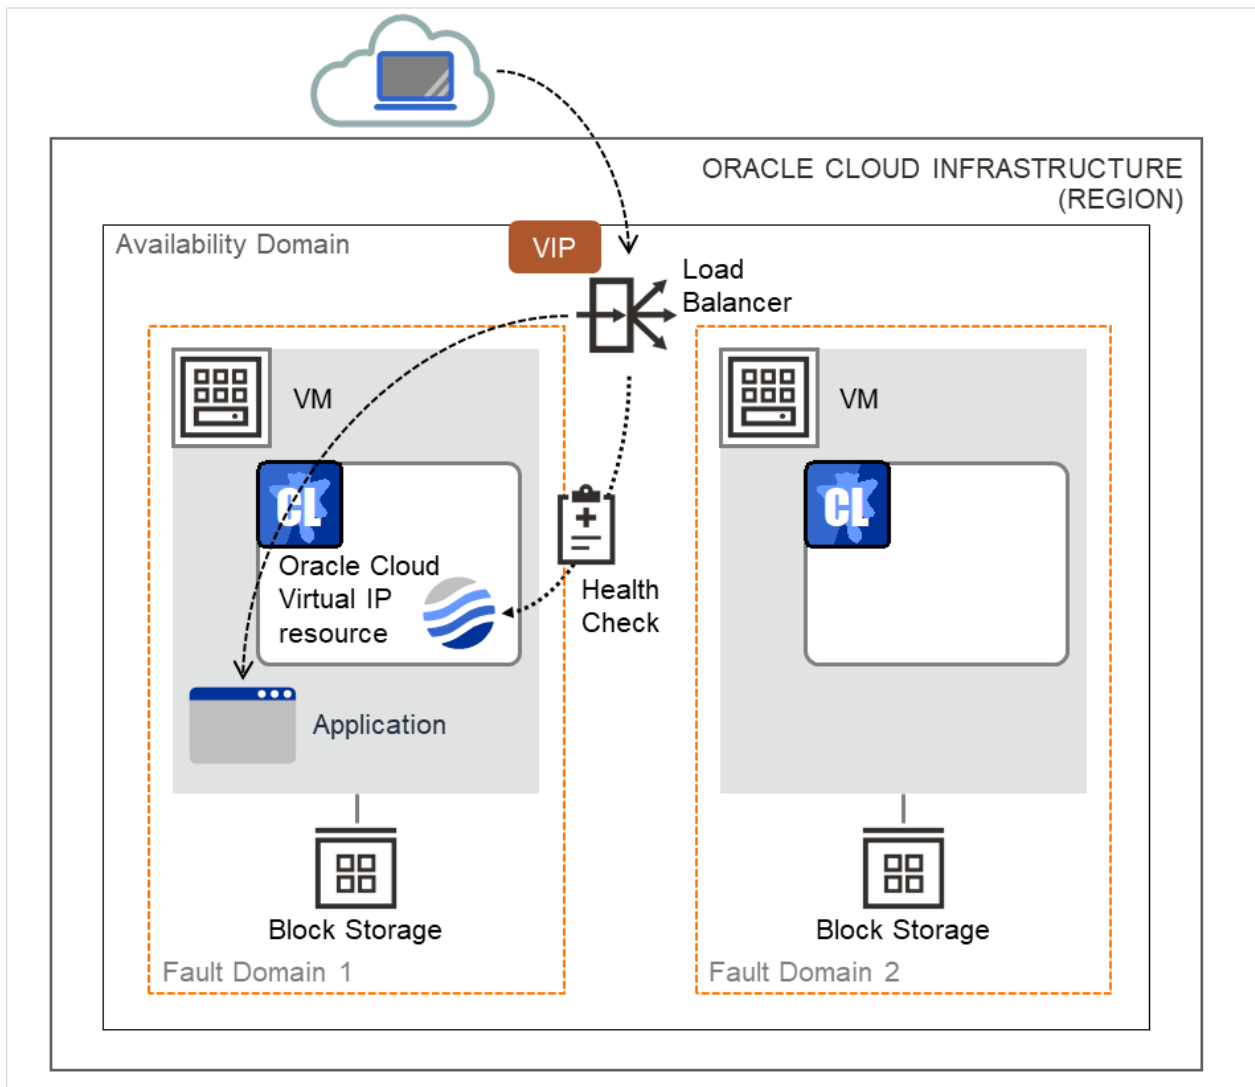 ORACLE CLOUD INFRASTRUCTURE
(REGION)
Availability Domain
VIP
Load
Balancer
VM
CL
Oracle Cloud
Virtual IP
resource
Health
Check
Application
Block Storage
Fault Domain 1
VM
CL
Block Storage
Fault Domain 2